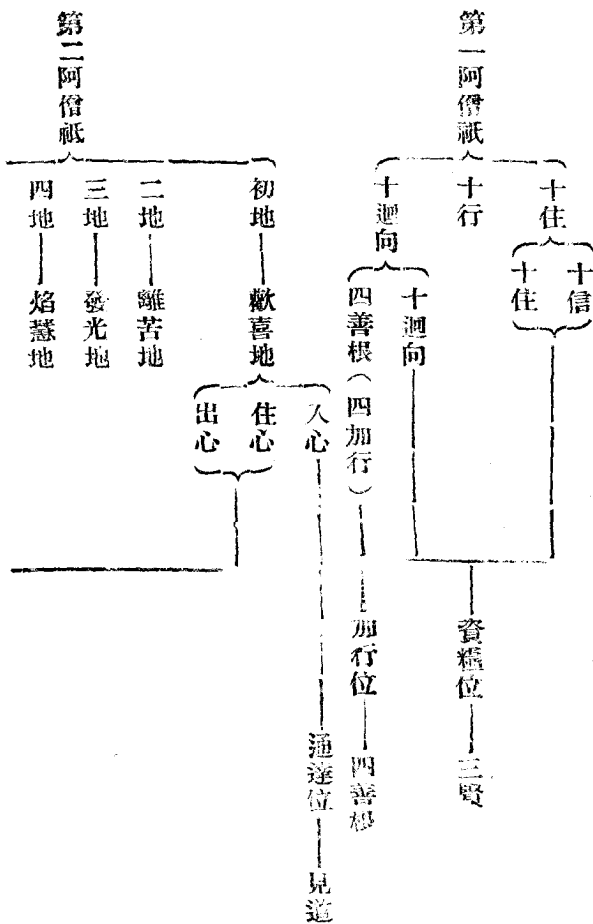 第一阿僧祇
十住
十信
十住
十行
十迴向
十迴向
四善根（四加行）
資糧位
三賢
加行位
四善根
通達位
見道
第二阿僧祇
初地
歡喜地
入心
住心
出心
二地
離苦地
三地
發光地
四地
焰慧地